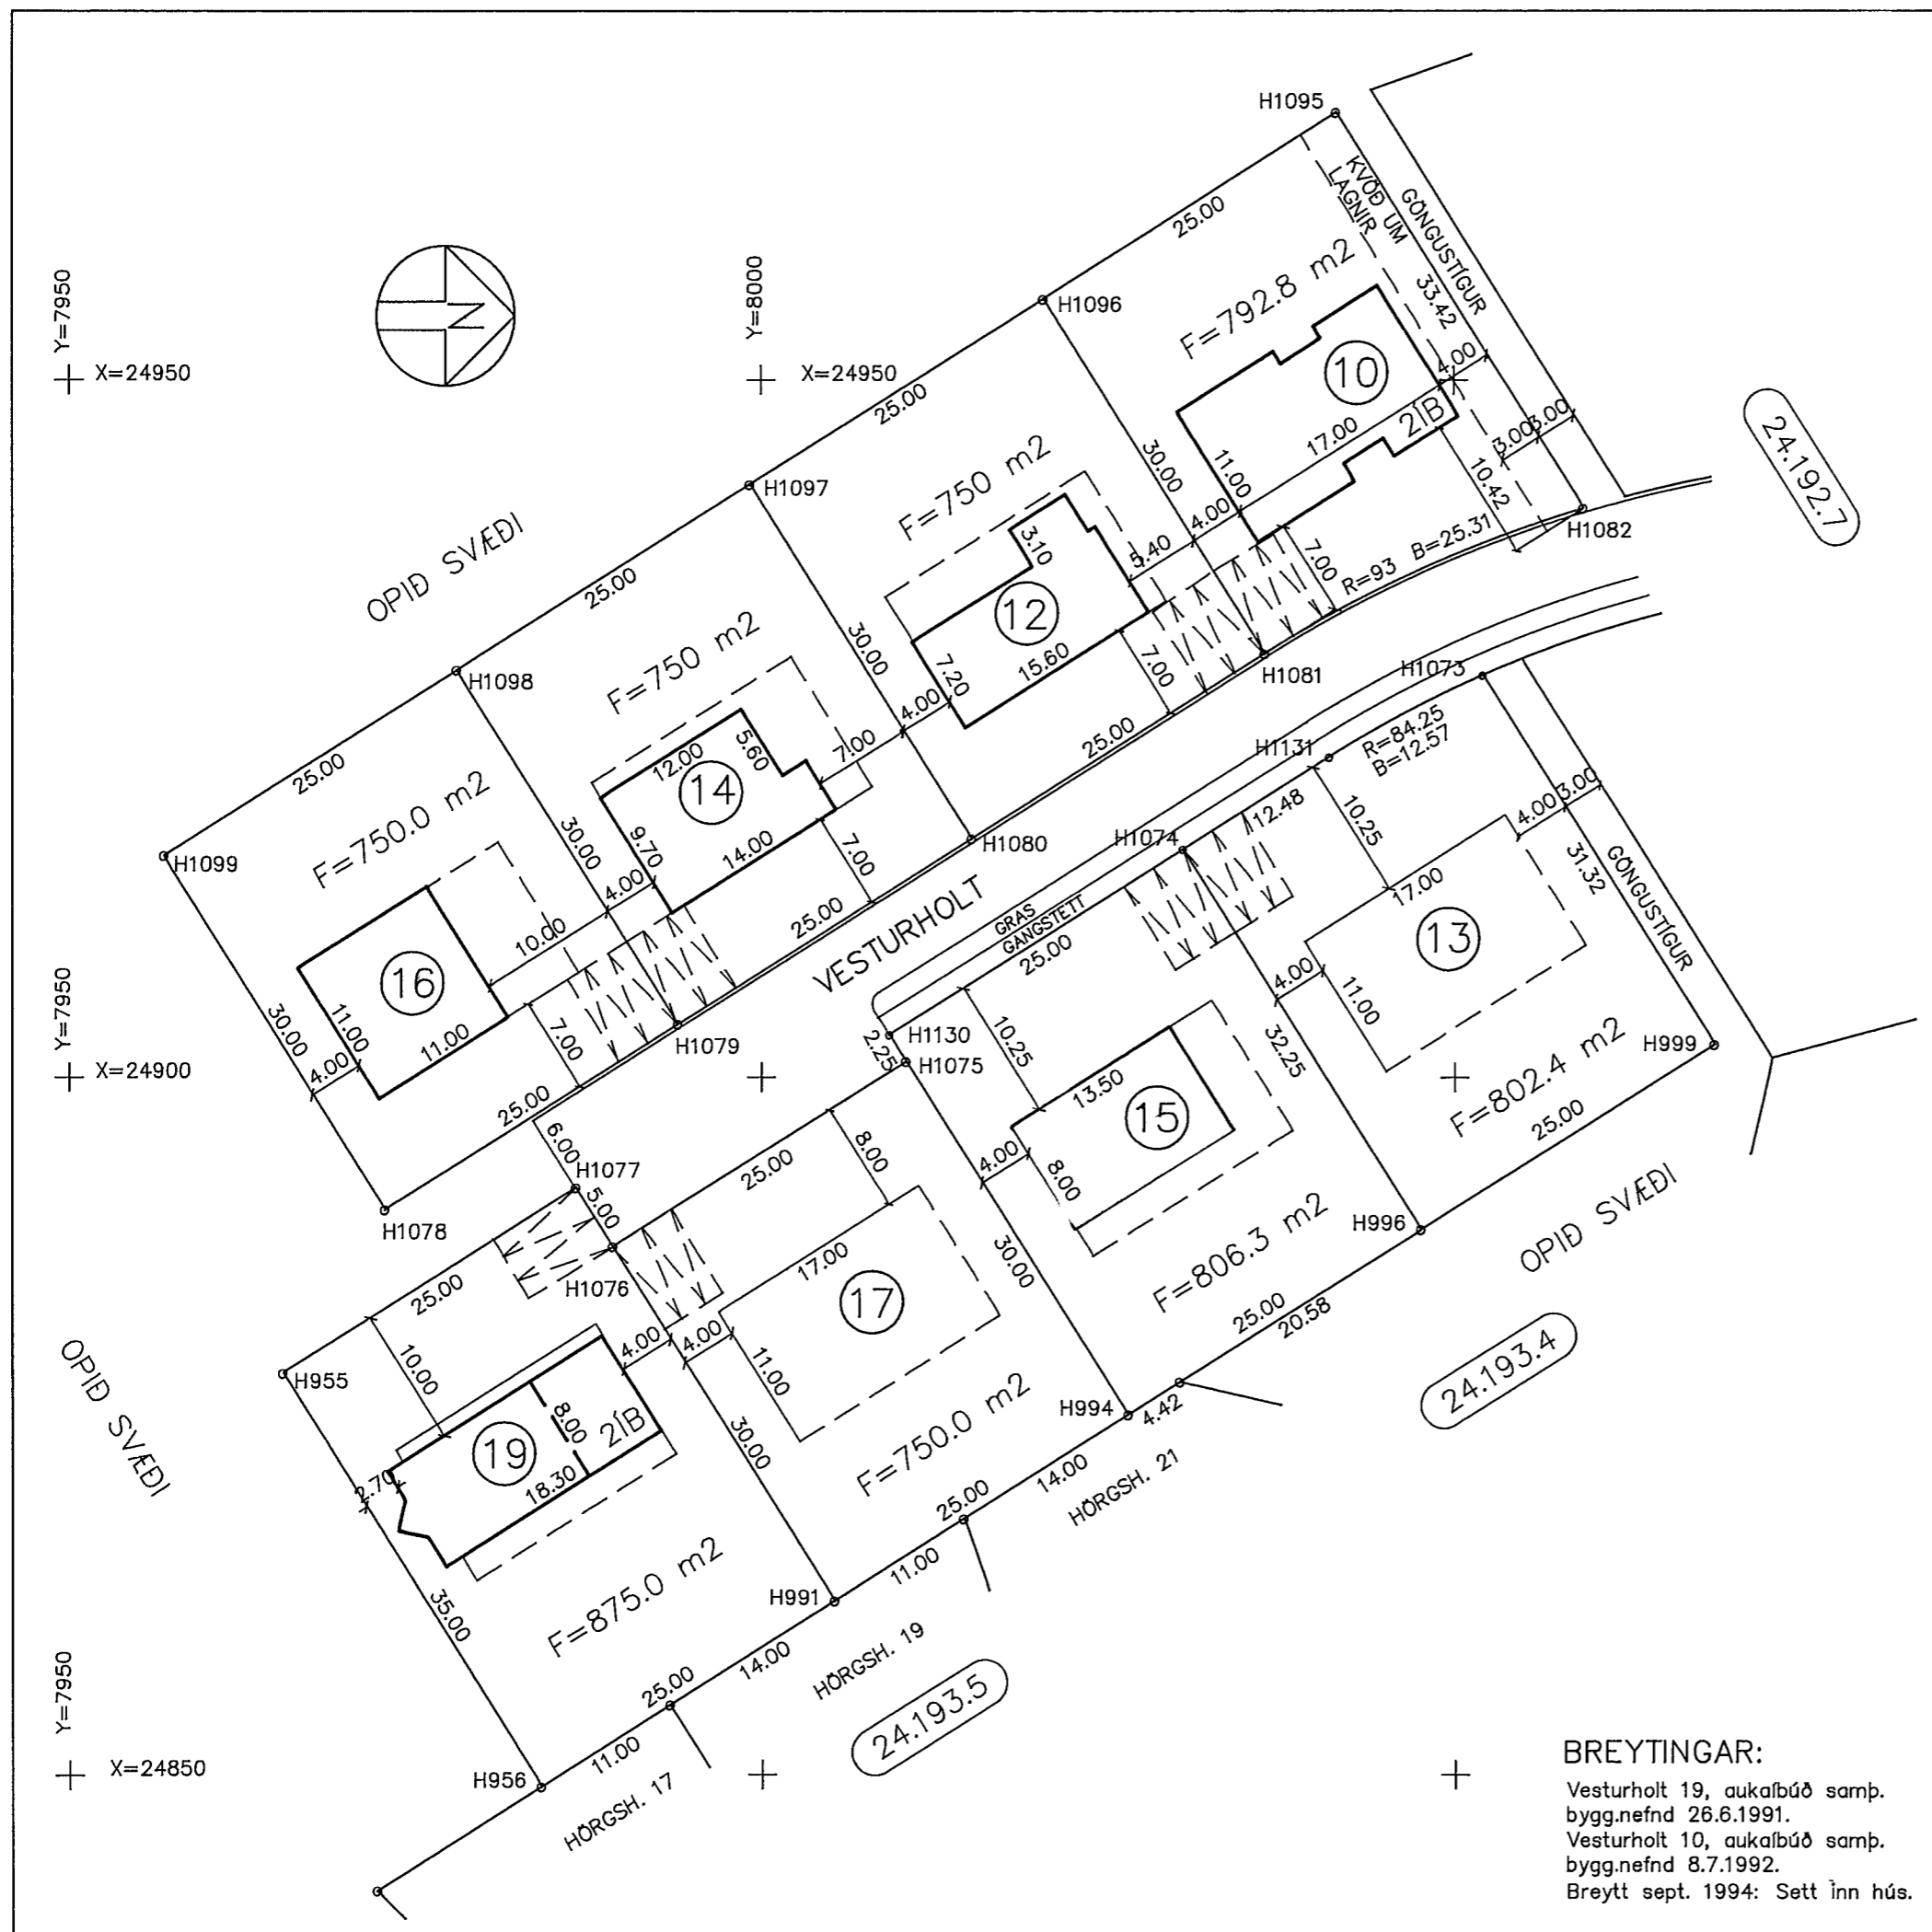 H1095
KVÖÐ UM
LAGNIR
GÖNGUSTÍGUR
25.00
33.42
Y=7950
Y=8000
H1096
F=792.8 m2
X=24950
X=24950
10
4.00
2ÍB
17.00
3.00
3.00
24.192.7
25.00
30.00
11.00
4.00
10.42
H1082
H1097
F=750 m2
3.10
5.40
7.00
R=93 B=25.31
OPIÐ SVÆÐI
25.00
12
7.20
15.60
7.00
H1081
H1073
30.00
4.00
25.00
H1098
F=750 m2
12.00
5.60
7.00
14
H1131
R=84.25
B=12.57
25.00
30.00
9.70
14.00
7.00
H1080
H1074
12.48
10.25
4.00
3.00
31.32
GÖNGUSTÍGUR
H1099
F=750.0 m2
4.00
10.00
25.00
VESTURHOLT
GRAS
GANGSTETT
25.00
17.00
13
16
4.00
11.00
30.00
11.00
11.00
7.00
H1079
Y=7950
X=24900
4.00
25.00
6.00
H1130
2.25
H1075
10.25
32.25
H999
F=802.4 m2
25.00
13.50
15
H1077
5.00
25.00
8.00
4.00
8.00
H1078
H1076
H996
OPIÐ SVÆÐI
25.00
17.00
17
30.00
F=806.3 m2
25.00
20.58
OPIÐ SVÆÐI
H955
10.00
4.00
4.00
11.00
24.193.4
8.00
2ÍB
19
18.30
2.70
30.00
F=750.0 m2
H994
4.42
14.00
HÖRGSH. 21
25.00
35.00
F=875.0 m2
H991
11.00
HÖRGSH. 19
14.00
25.00
24.193.5
Y=7950
X=24850
H956
11.00
HÖRGSH. 17
BREYTINGAR:
Vesturholt 19, aukaíbúð samþ.
bygg.nefnd 26.6.1991.
Vesturholt 10, aukaíbúð samþ.
bygg.nefnd 8.7.1992.
Breytt sept. 1994: Sett inn hús.